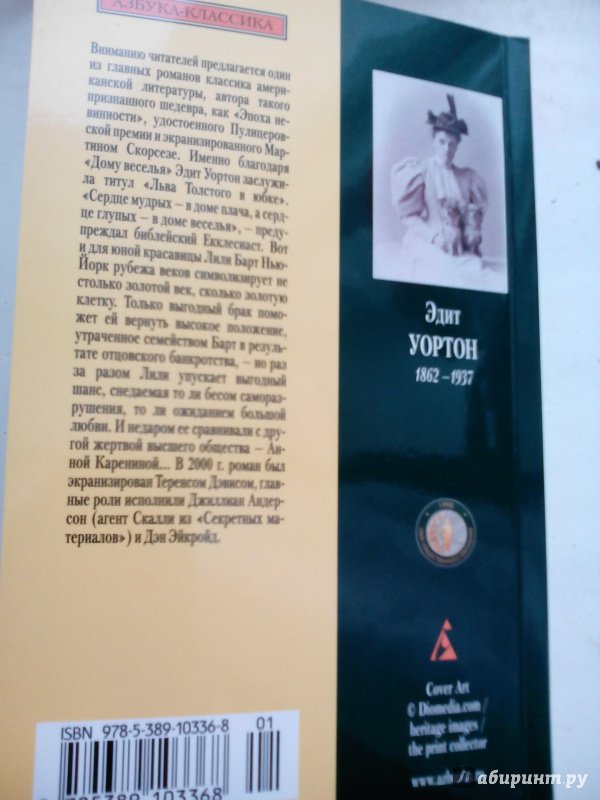 АЗБУКА-КЛАССИКА
Вниманию читателей предлагается один
из главных романов классика амери-
канской литературы, автора такого
признанного шедевра, как «Эпоха не-
винности», удостоенного Пулицеров-
ской премии и экранизированного Мар-
тином Скорсезе. Именно благодаря
«Дому веселья» Эдит Уортон заслужи-
ла титул «Льва Толстого в юбке».
«Сердце мудрых – в доме плача, а серд-
це глупых – в доме веселья», – преду-
преждал библейский Екклесиаст. Вот
и для юной красавицы Лили Барт Нью-
Йорк рубежа веков символизирует не
столько золотой век, сколько золотую
клетку. Только выгодный брак помо-
жет ей вернуть высокое положение,
утраченное семейством Барт в резуль-
тате отцовского банкротства, – но раз
за разом Лили упускает выгодный
шанс, снедаемая то ли бесом самораз-
рушения, то ли ожиданием большой
любви. И недаром ее сравнивали с дру-
гой жертвой высшего общества – Ан-
ной Карениной... В 2000 г. роман был
экранизирован Теренсом Дэвисом, глав-
ные роли исполнили Джиллиан Андер-
сон (агент Скалли из «Секретных ма-
териалов») и Дэн Эйкройд.
ISBN 978-5-389-10336-8 01
785389 103368
Эдит
УОРТОН
1862–1937
Cover Art
© Diomedia.com /
heritage images /
the print collector
абиринт.ру